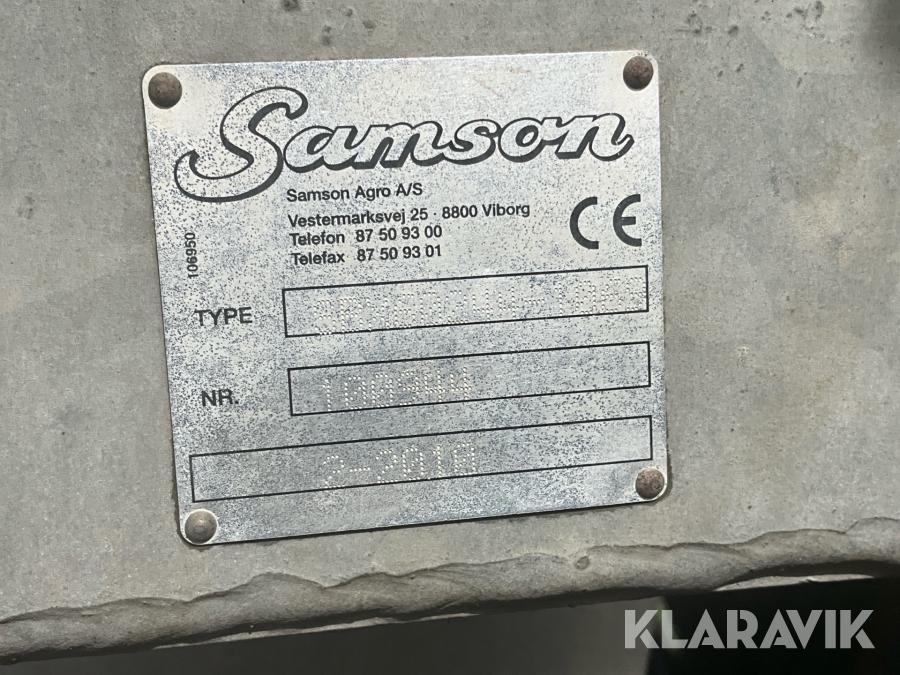 Samson
Samson Agro A/S
Vestermarksvej 25 · 8800 Viborg
Telefon 87 50 93 00
Telefax 87 50 93 01
CE
106950
TYPE
NR.
KLARAVIK